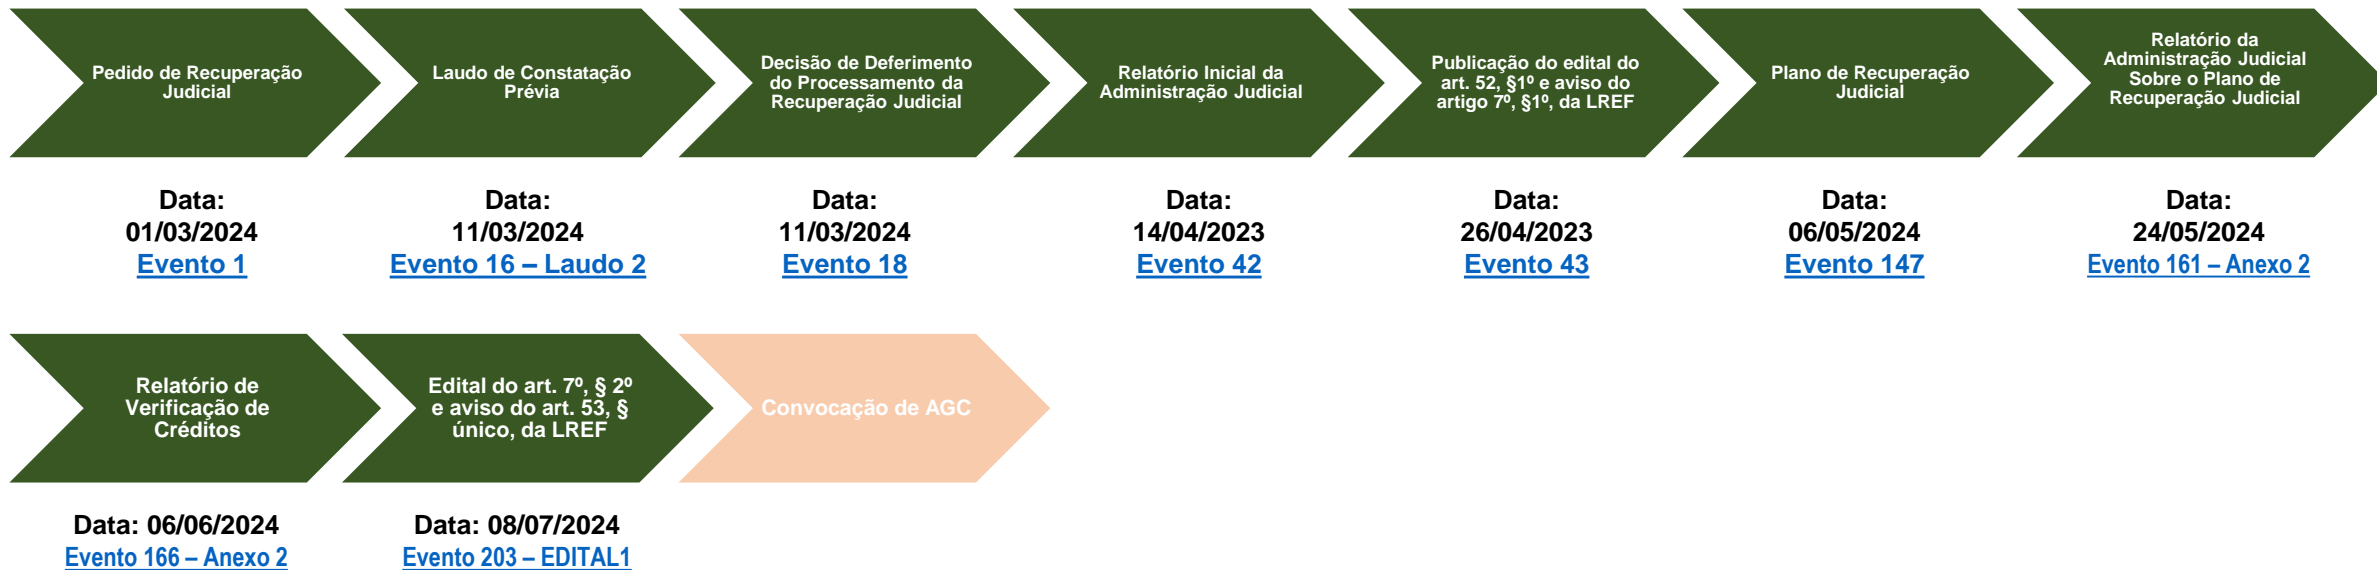 Pedido de Recuperação
Judicial
Laudo de Constatação
Prévia
Decisão de Deferimento
do Processamento da
Recuperação Judicial
Relatório Inicial da
Administração Judicial
Publicação do edital do
art. 52, §1º e aviso do
artigo 7º, §1º, da LREF
Plano de Recuperação
Judicial
Relatório da
Administração Judicial
Sobre o Plano de
Recuperação Judicial
Data:
01/03/2024
Evento 1
Data:
11/03/2024
Evento 16 – Laudo 2
Data:
11/03/2024
Evento 18
Data:
14/04/2023
Evento 42
Data:
26/04/2023
Evento 43
Data:
06/05/2024
Evento 147
Data:
24/05/2024
Evento 161 – Anexo 2
Relatório de
Verificação de
Créditos
Edital do art. 7º, § 2º
e aviso do art. 53, §
único, da LREF
Convocação de AGC
Data: 06/06/2024
Evento 166 – Anexo 2
Data: 08/07/2024
Evento 203 – EDITAL1